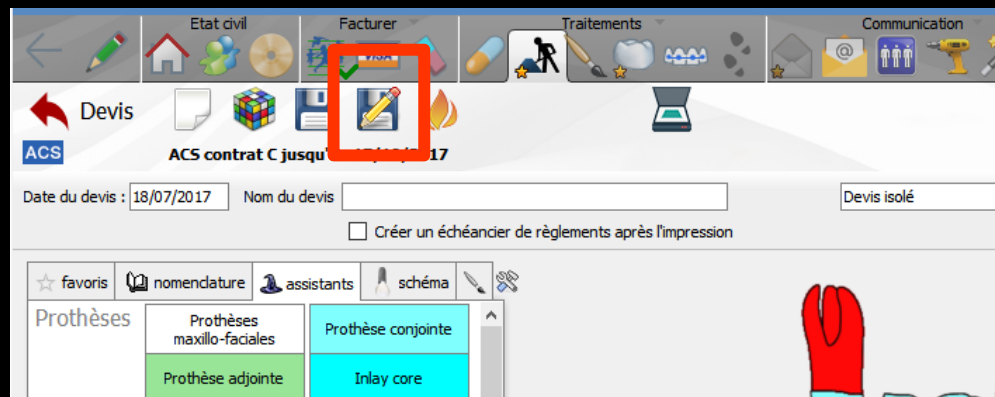 Etat civil Facturer Traitements Communication
VISA @
Devis
ACS ACS contrat C jusqu' 17
Date du devis : 18/07/2017 Nom du devis Devis isolé
Créer un échéancier de règlements après l'impression
favoris nomenclature assistants schéma
Prothèses Prothèses Prothèse conjointe
maxillo-faciales
Prothèse adjointe Inlay core